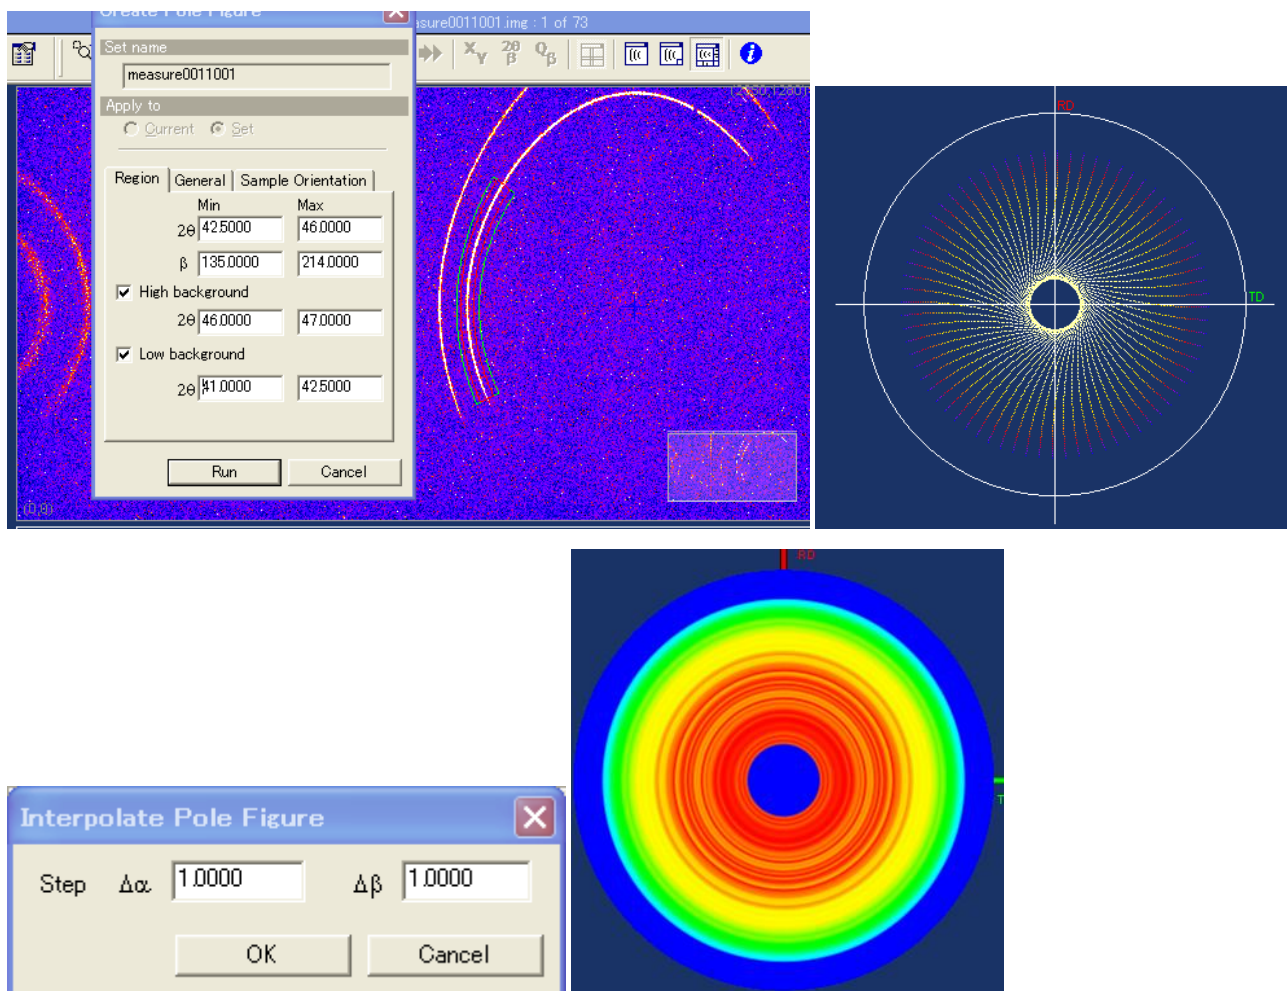 Create Pole Figure
asure0011001.img : 1 of 73
Set name
measure0011001
Apply to
Current Set
Region General Sample Orientation
Min Max
2θ 42.5000 46.0000
β 135.0000 214.0000
High background
2θ 46.0000 47.0000
Low background
2θ 41.0000 42.5000
Run Cancel
X Y 2θ β Q β
(0,0)
RD
TD
RD
T
Interpolate Pole Figure
Step Δα 1.0000 Δβ 1.0000
OK Cancel